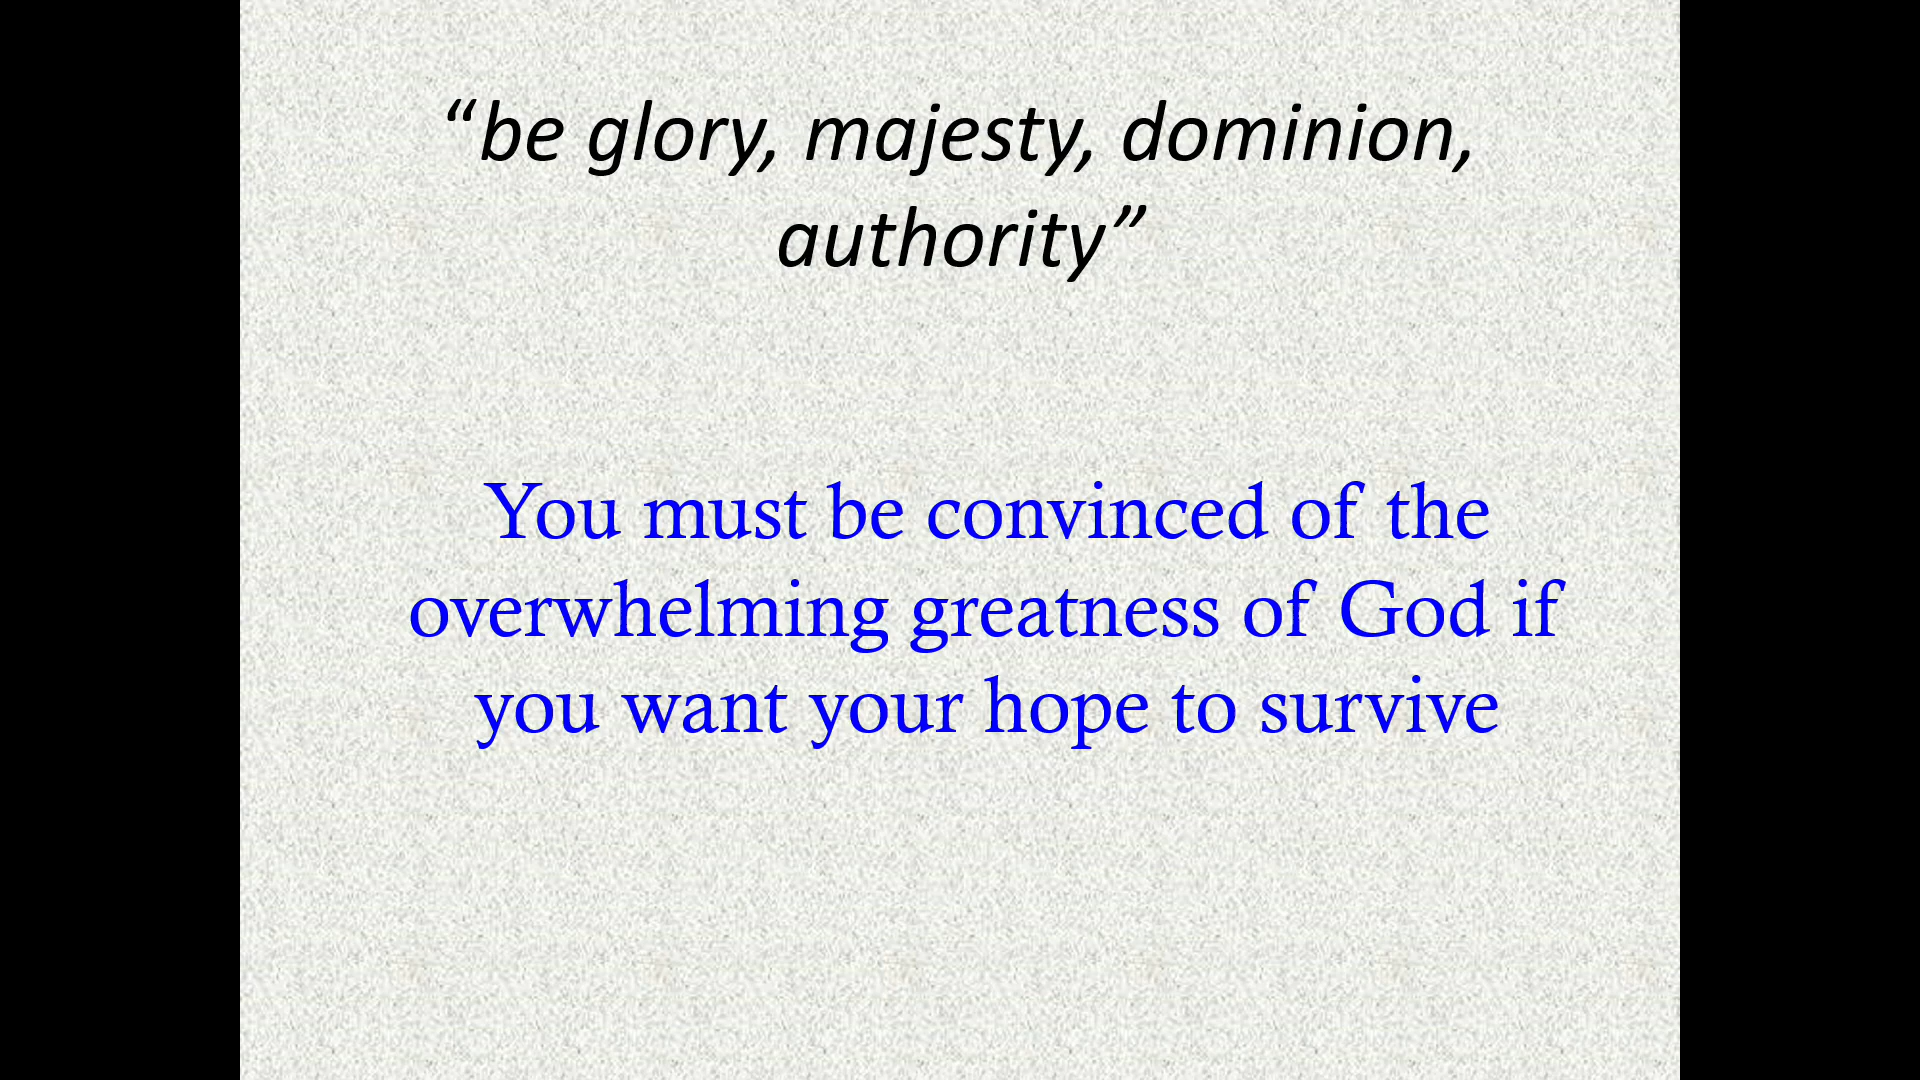 “be glory, majesty, dominion,
authority”
You must be convinced of the
overwhelming greatness of God if
you want your hope to survive